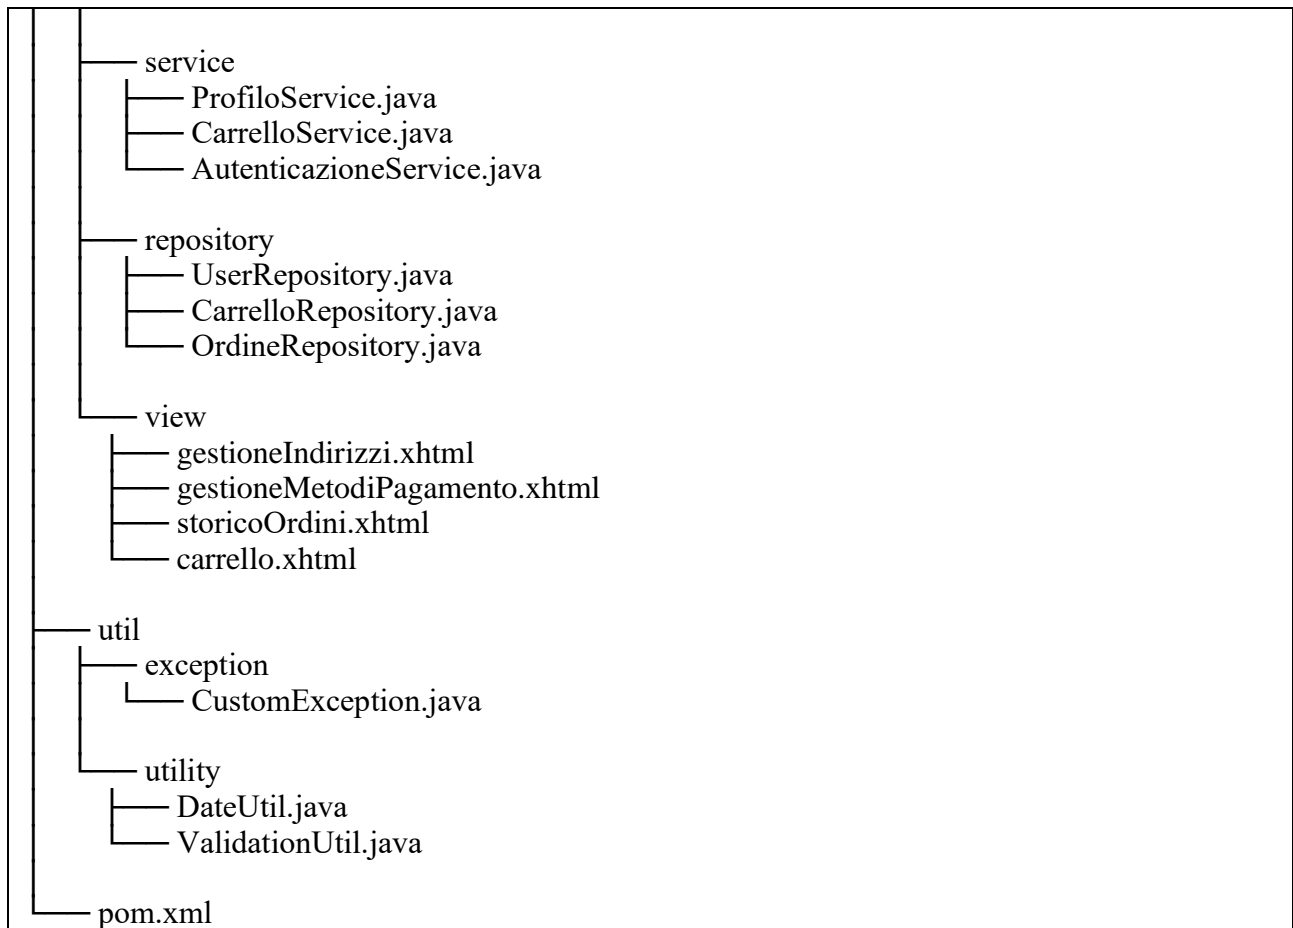 service
ProfiloService.java
CarrelloService.java
AutenticazioneService.java
repository
UserRepository.java
CarrelloRepository.java
OrdineRepository.java
view
gestioneIndirizzi.xhtml
gestioneMetodiPagamento.xhtml
storicoOrdini.xhtml
carrello.xhtml
util
exception
CustomException.java
utility
DateUtil.java
ValidationUtil.java
pom.xml